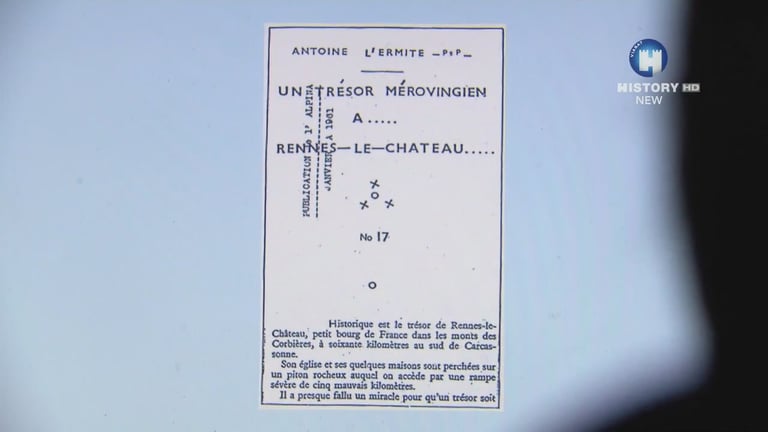 ANTOINE L'ERMITE —PSP—
UN TRÉSOR MÉROVINGIEN
A.....
RENNES—LE—CHATEAU.....
PUBLICATION de l' ALPINA
JANVIER A 1961
No 17
Historique est le trésor de Rennes-le-
Château, petit bourg de France dans les monts des
Corbières, à soixante kilomètres au sud de Carcas-
sonne.
Son église et ses quelques maisons sont perchées sur
un piton rocheux auquel on accède par une rampe
sévère de cinq mauvais kilomètres.
Il a presque fallu un miracle pour qu'un trésor soit
VIASAT
HISTORY HD
NEW